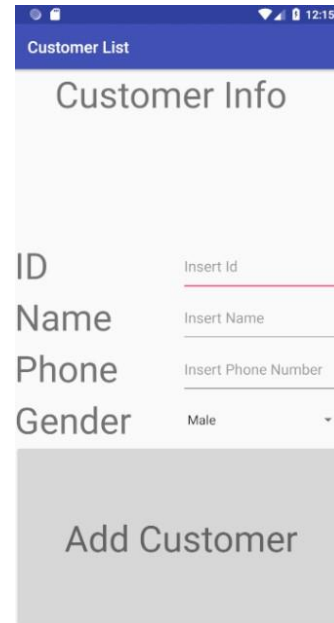 12:15
Customer List
Customer Info
ID Insert Id
Name Insert Name
Phone Insert Phone Number
Gender Male
Add Customer